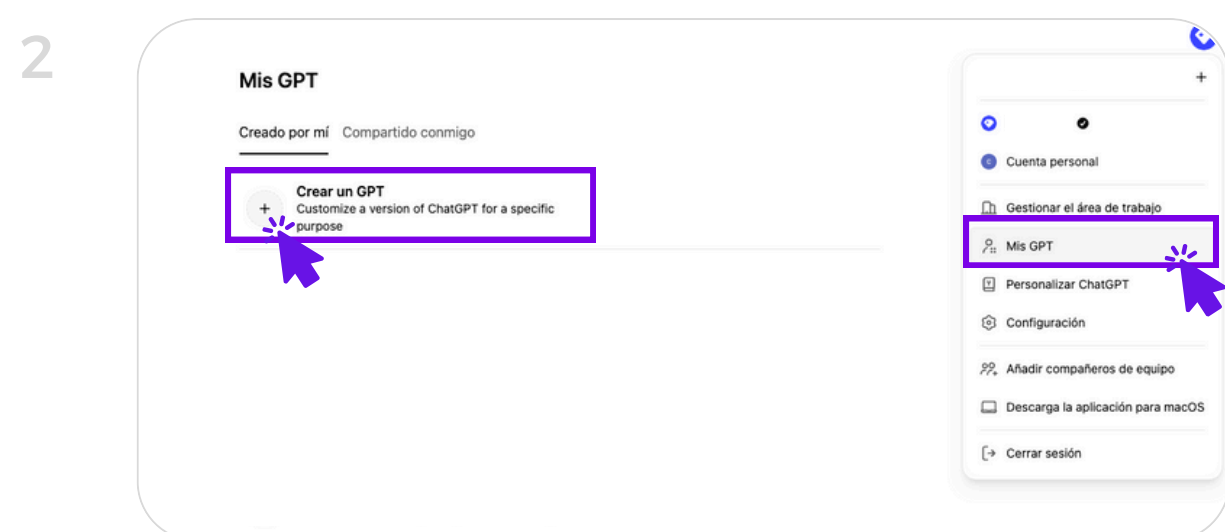 2
Mis GPT
Creado por mí Compartido conmigo
+ Crear un GPT
Customize a version of ChatGPT for a specific
purpose
+
Cuenta personal
Gestionar el área de trabajo
Mis GPT
Personalizar ChatGPT
Configuración
Añadir compañeros de equipo
Descarga la aplicación para macOS
Cerrar sesión